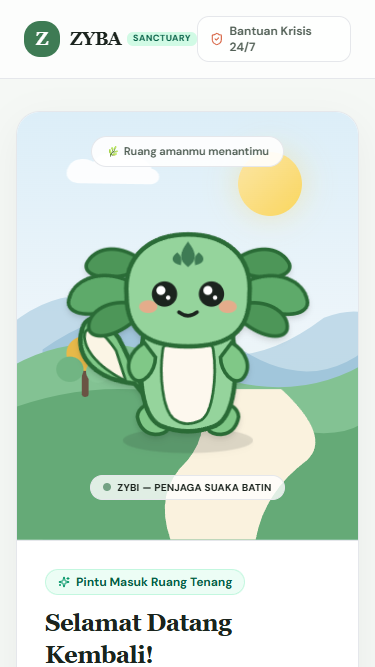 Z ZYBA SANCTUARY
Bantuan Krisis
24/7
Ruang amanmu menantimu
ZYBI — PENJAGA SUAKA BATIN
Pintu Masuk Ruang Tenang
Selamat Datang
Kembali!